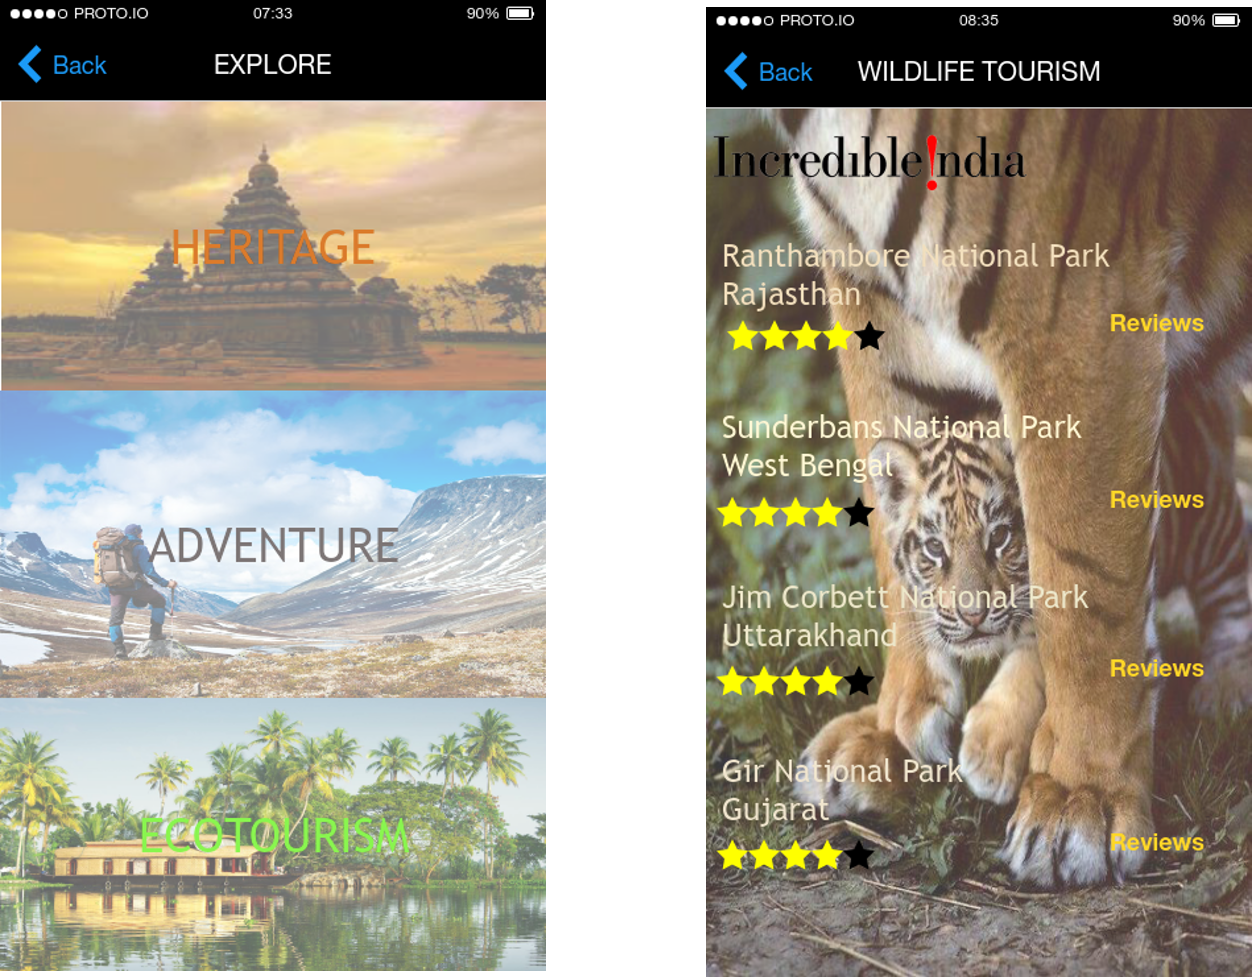 PROTO.IO 07:33 90%
Back EXPLORE
HERITAGE
ADVENTURE
ECOTOURISM
PROTO.IO 08:35 90%
Back WILDLIFE TOURISM
Incredible!ndia
Ranthambore National Park
Rajasthan
Reviews
Sunderbans National Park
West Bengal
Reviews
Jim Corbett National Park
Uttarakhand
Reviews
Gir National Park
Gujarat
Reviews